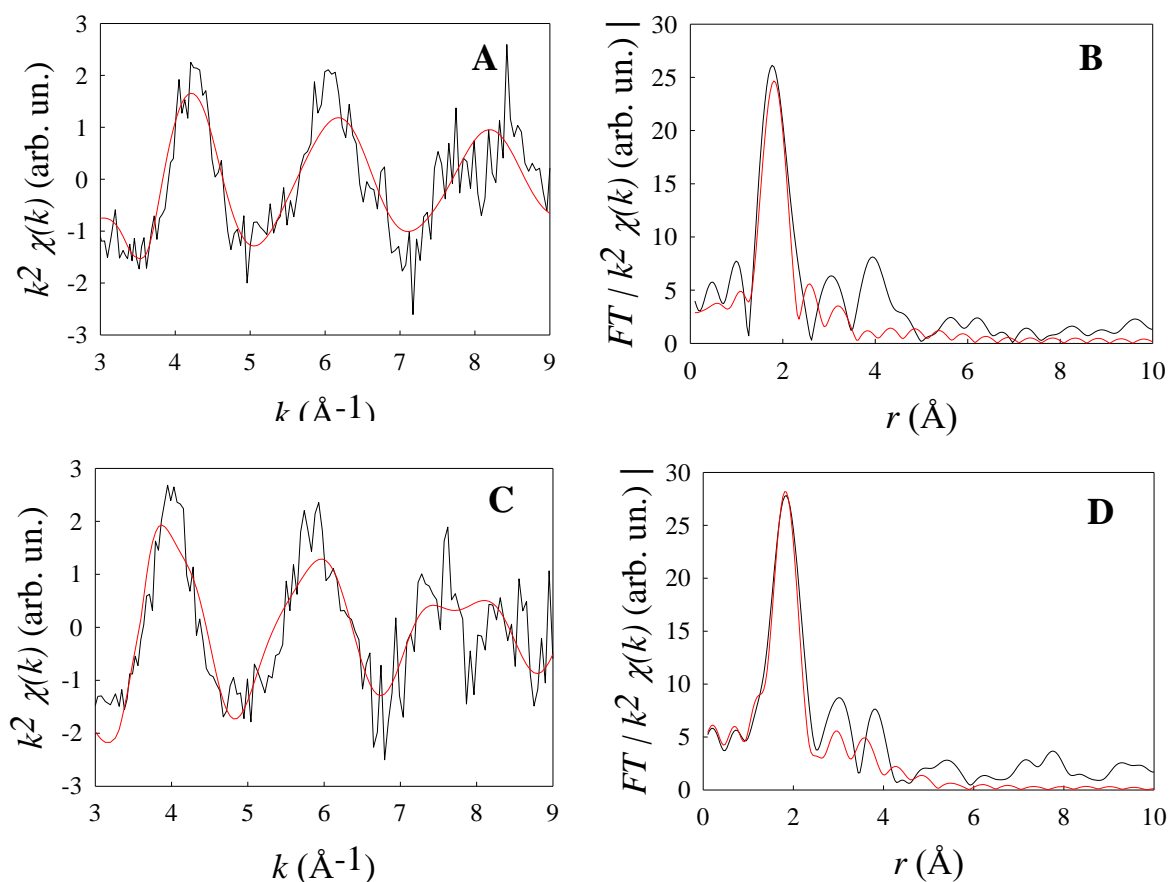 A
k² χ(k) (arb. un.)
3
2
1
0
-1
-2
-3
3 4 5 6 7 8 9
k (Å-1)
B
FT | k² χ(k) (arb. un.) |
30
25
20
15
10
5
0
0 2 4 6 8 10
r (Å)
C
k² χ(k) (arb. un.)
3
2
1
0
-1
-2
-3
3 4 5 6 7 8 9
k (Å-1)
D
FT | k² χ(k) (arb. un.) |
30
25
20
15
10
5
0
0 2 4 6 8 10
r (Å)